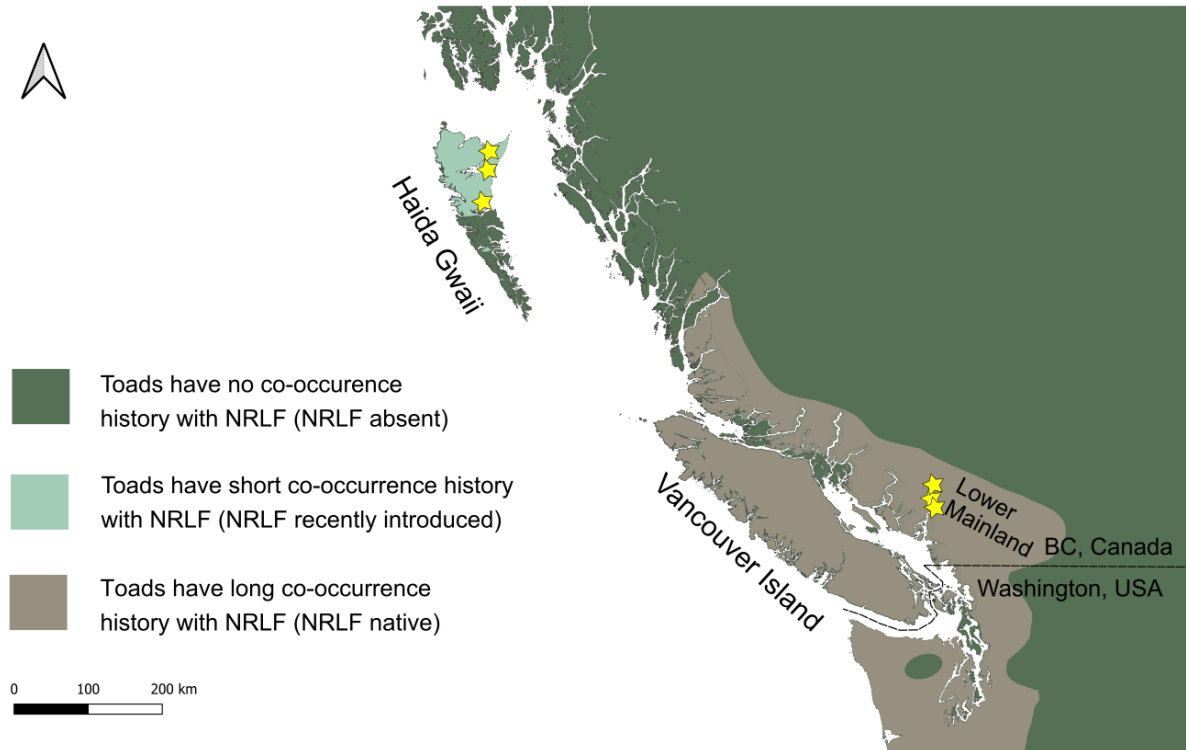 Haida Gwaii
Toads have no co-occurence
history with NRLF (NRLF absent)
Toads have short co-occurrence history
with NRLF (NRLF recently introduced)
Toads have long co-occurrence
history with NRLF (NRLF native)
0 100 200 km
Vancouver Island
Lower
Mainland
BC, Canada
Washington, USA